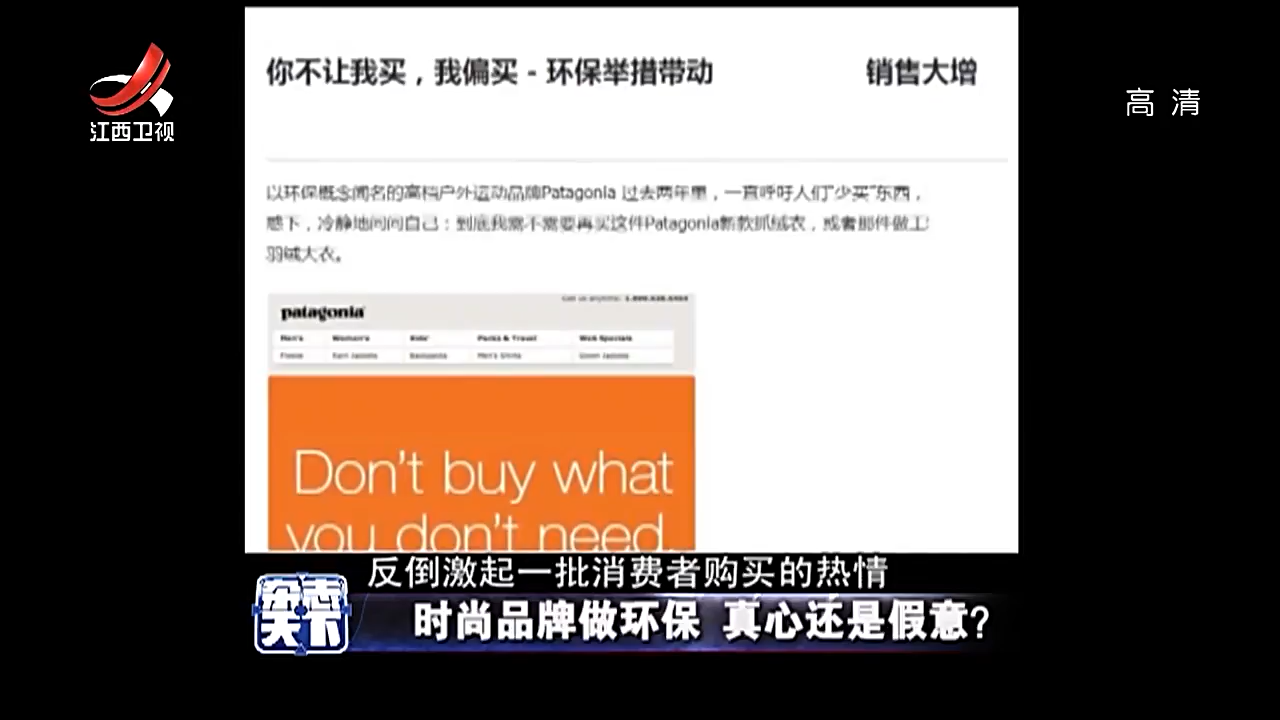 江西卫视
高清
你不让我买，我偏买 - 环保举措带动 销售大增
以环保概念闻名的高档户外运动品牌Patagonia 过去两年里，一直呼吁人们“少买”东西，
惑下，冷静地问问自己：到底我需不需要再买这件Patagonia新款抓绒衣，或者那件做工
羽绒大衣。
patagonia
Men's Women's Kids' Packs & Travel Web Specials
Don't buy what
you don't need.
反倒激起一批消费者购买的热情
杂志天下
时尚品牌做环保 真心还是假意?